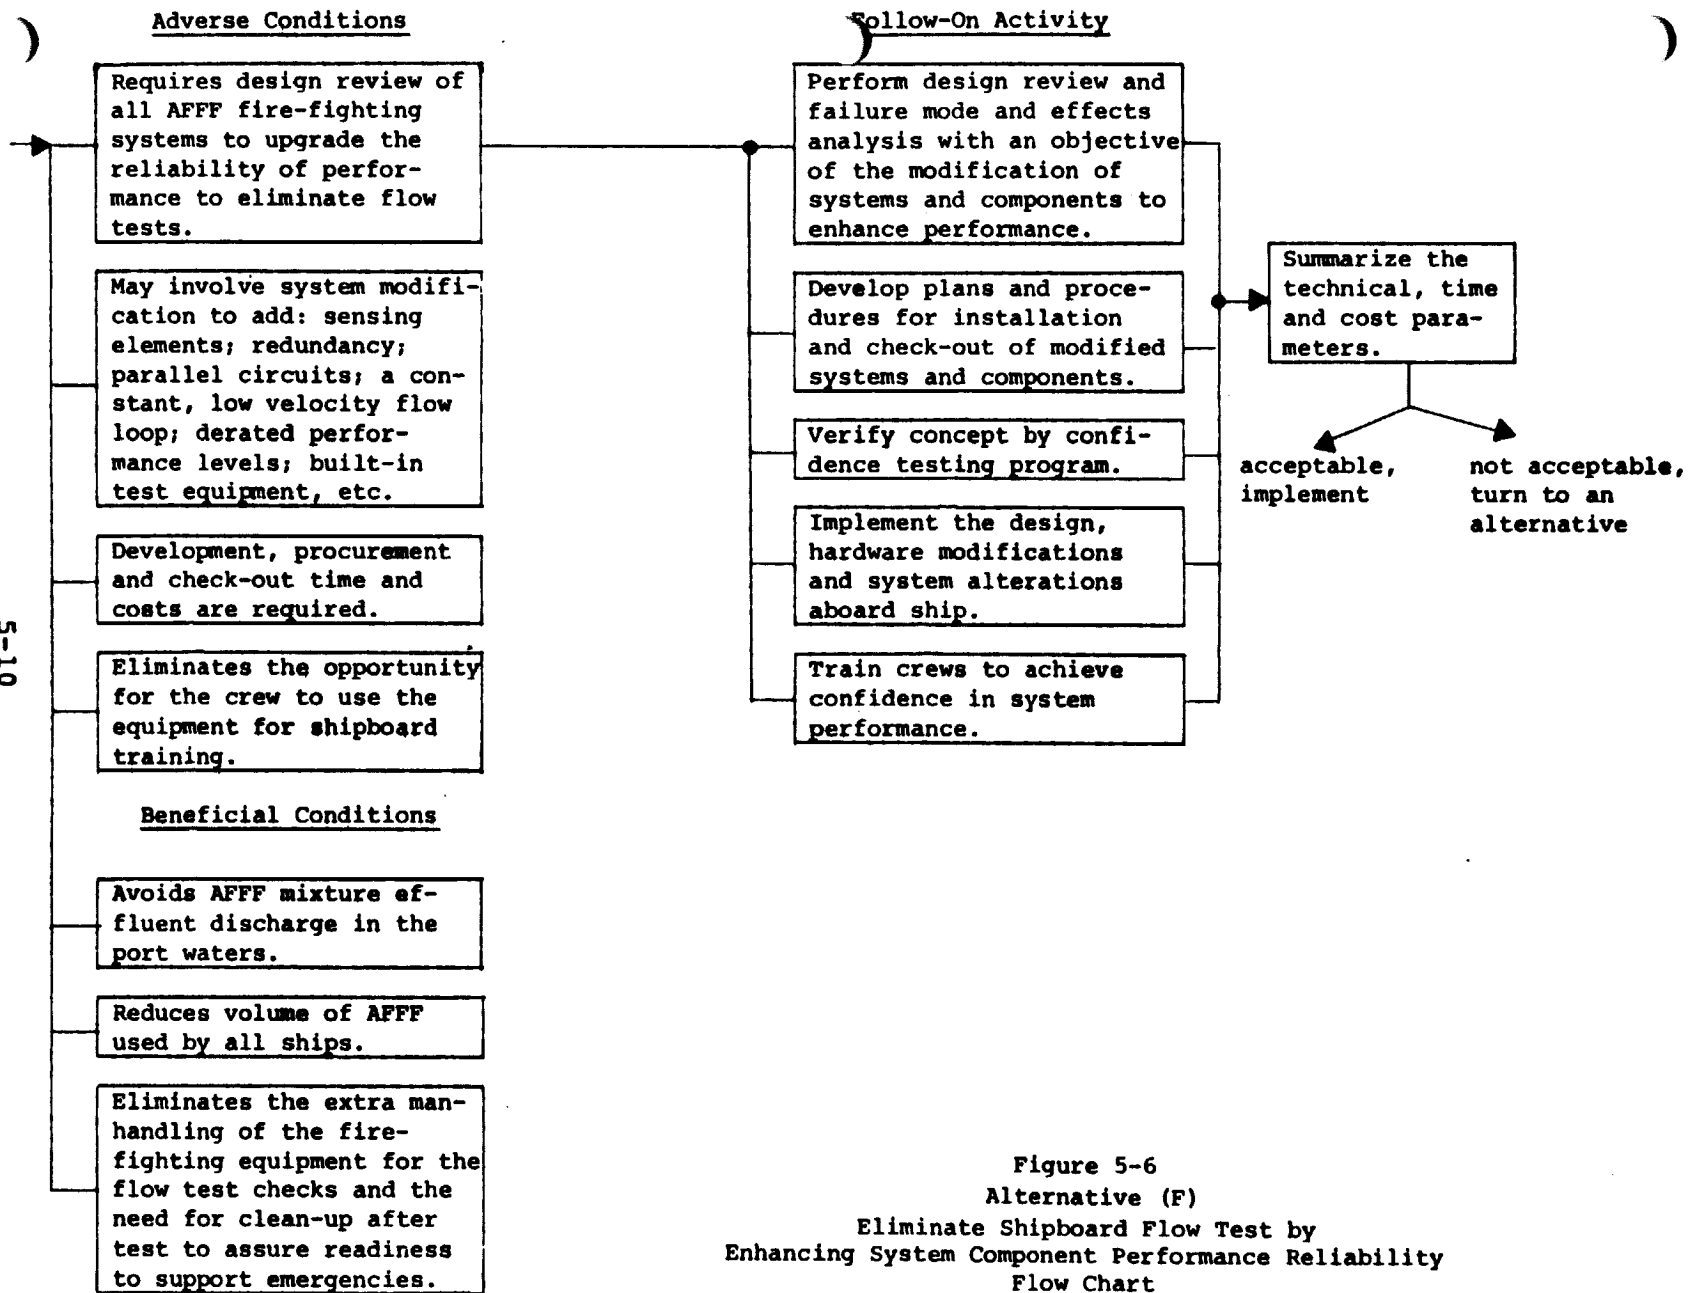 Adverse Conditions
Requires design review of
all AFFF fire-fighting
systems to upgrade the
reliability of perfor-
mance to eliminate flow
tests.
May involve system modifi-
cation to add: sensing
elements; redundancy;
parallel circuits; a con-
stant, low velocity flow
loop; derated perfor-
mance levels; built-in
test equipment, etc.
Development, procurement
and check-out time and
costs are required.
Eliminates the opportunity
for the crew to use the
equipment for shipboard
training.
Beneficial Conditions
Avoids AFFF mixture ef-
fluent discharge in the
port waters.
Reduces volume of AFFF
used by all ships.
Eliminates the extra man-
handling of the fire-
fighting equipment for the
flow test checks and the
need for clean-up after
test to assure readiness
to support emergencies.
Follow-On Activity
Perform design review and
failure mode and effects
analysis with an objective
of the modification of
systems and components to
enhance performance.
Develop plans and proce-
dures for installation
and check-out of modified
systems and components.
Verify concept by confi-
dence testing program.
Implement the design,
hardware modifications
and system alterations
aboard ship.
Train crews to achieve
confidence in system
performance.
Summarize the
technical, time
and cost para-
meters.
acceptable,
implement
not acceptable,
turn to an
alternative
Figure 5-6
Alternative (F)
Eliminate Shipboard Flow Test by
Enhancing System Component Performance Reliability
Flow Chart
5-10